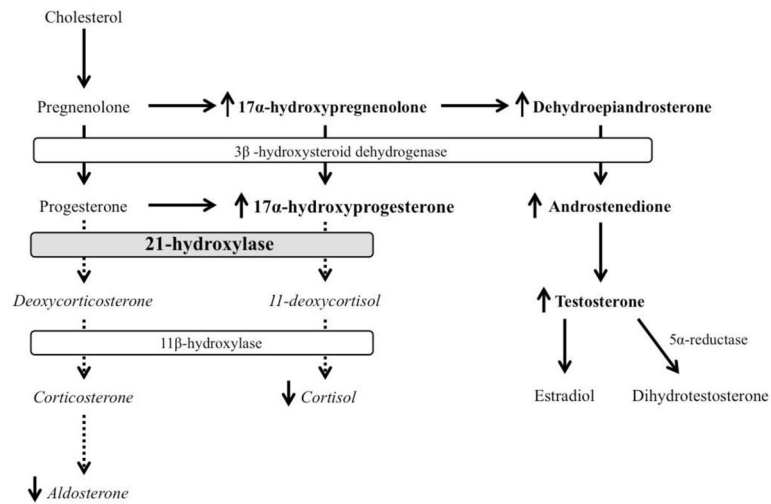 Cholesterol
Pregnenolone
17α-hydroxypregnenolone
Dehydroepiandrosterone
3β -hydroxysteroid dehydrogenase
Progesterone
17α-hydroxyprogesterone
Androstenedione
21-hydroxylase
Deoxycorticosterone
11-deoxycortisol
Testosterone
11β-hydroxylase
5α-reductase
Corticosterone
Cortisol
Estradiol
Dihydrotestosterone
Aldosterone